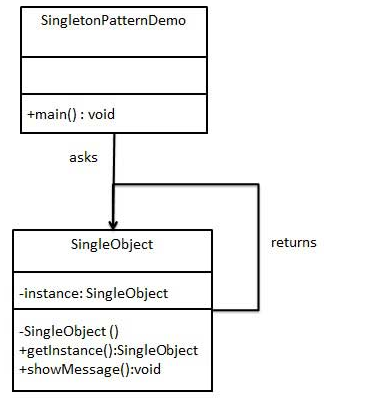 SingletonPatternDemo
+main() : void
asks
returns
SingleObject
-instance: SingleObject
-SingleObject ()
+getInstance():SingleObject
+showMessage():void